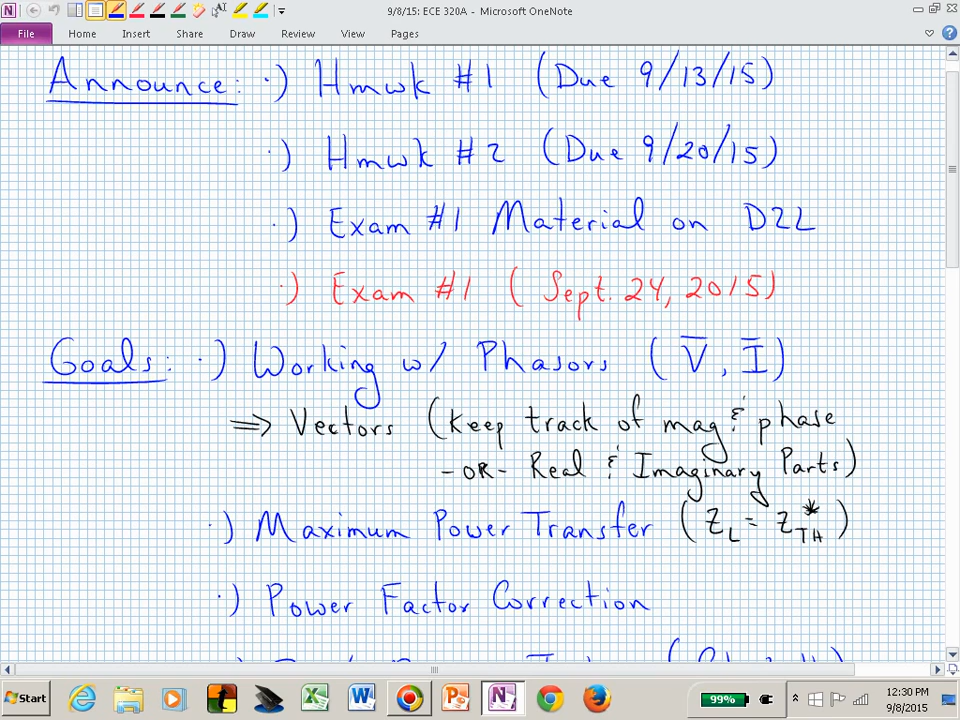 9/8/15: ECE 320A - Microsoft OneNote
File Home Insert Share Draw Review View Pages
Announce: ·) Hmwk #1 (Due 9/13/15)
·) Hmwk #2 (Due 9/20/15)
·) Exam #1 Material on D2L
·) Exam #1 (Sept. 24, 2015)
Goals: ·) Working w/ Phasors (V̅, I̅)
⇒ Vectors (Keep track of mag & phase
-OR- Real & Imaginary Parts)
·) Maximum Power Transfer (Z_L = Z_TH*)
·) Power Factor Correction
Start 99% 12:30 PM
9/8/2015